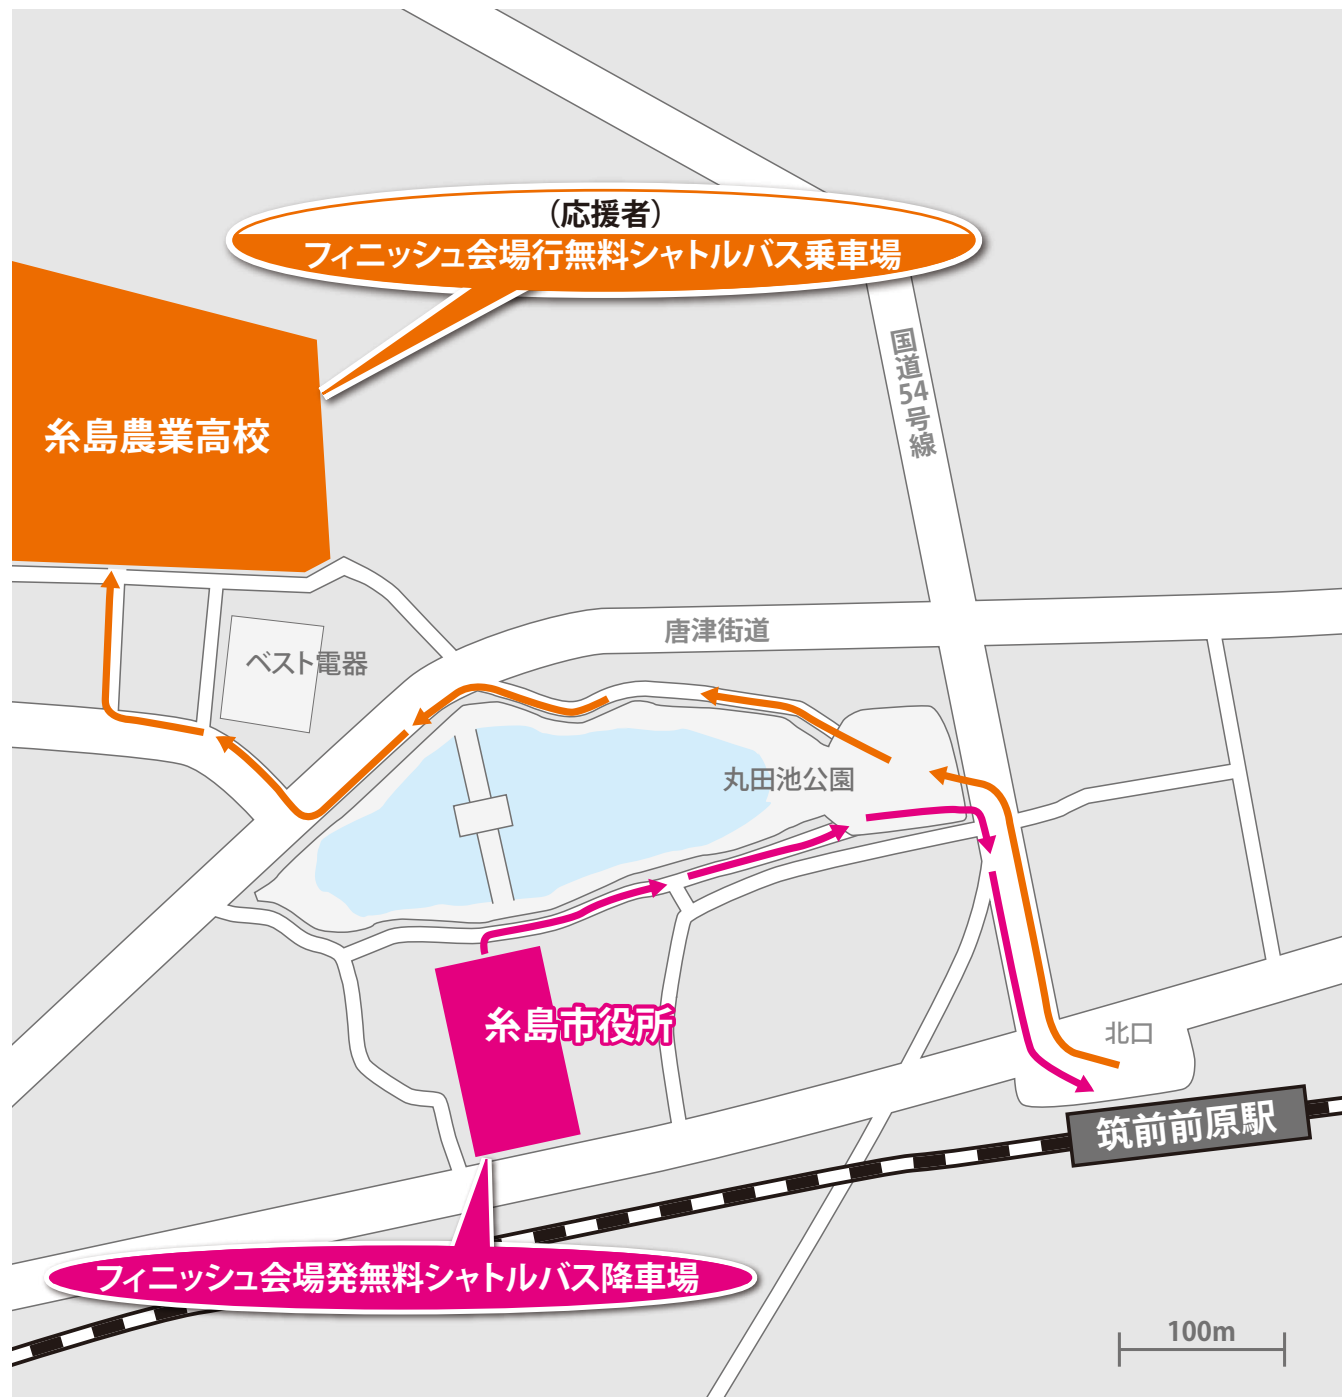 （応援者）
フィニッシュ会場行無料シャトルバス乗車場
国道54号線
糸島農業高校
唐津街道
ベスト電器
丸田池公園
糸島市役所
北口
筑前前原駅
フィニッシュ会場発無料シャトルバス降車場
100m